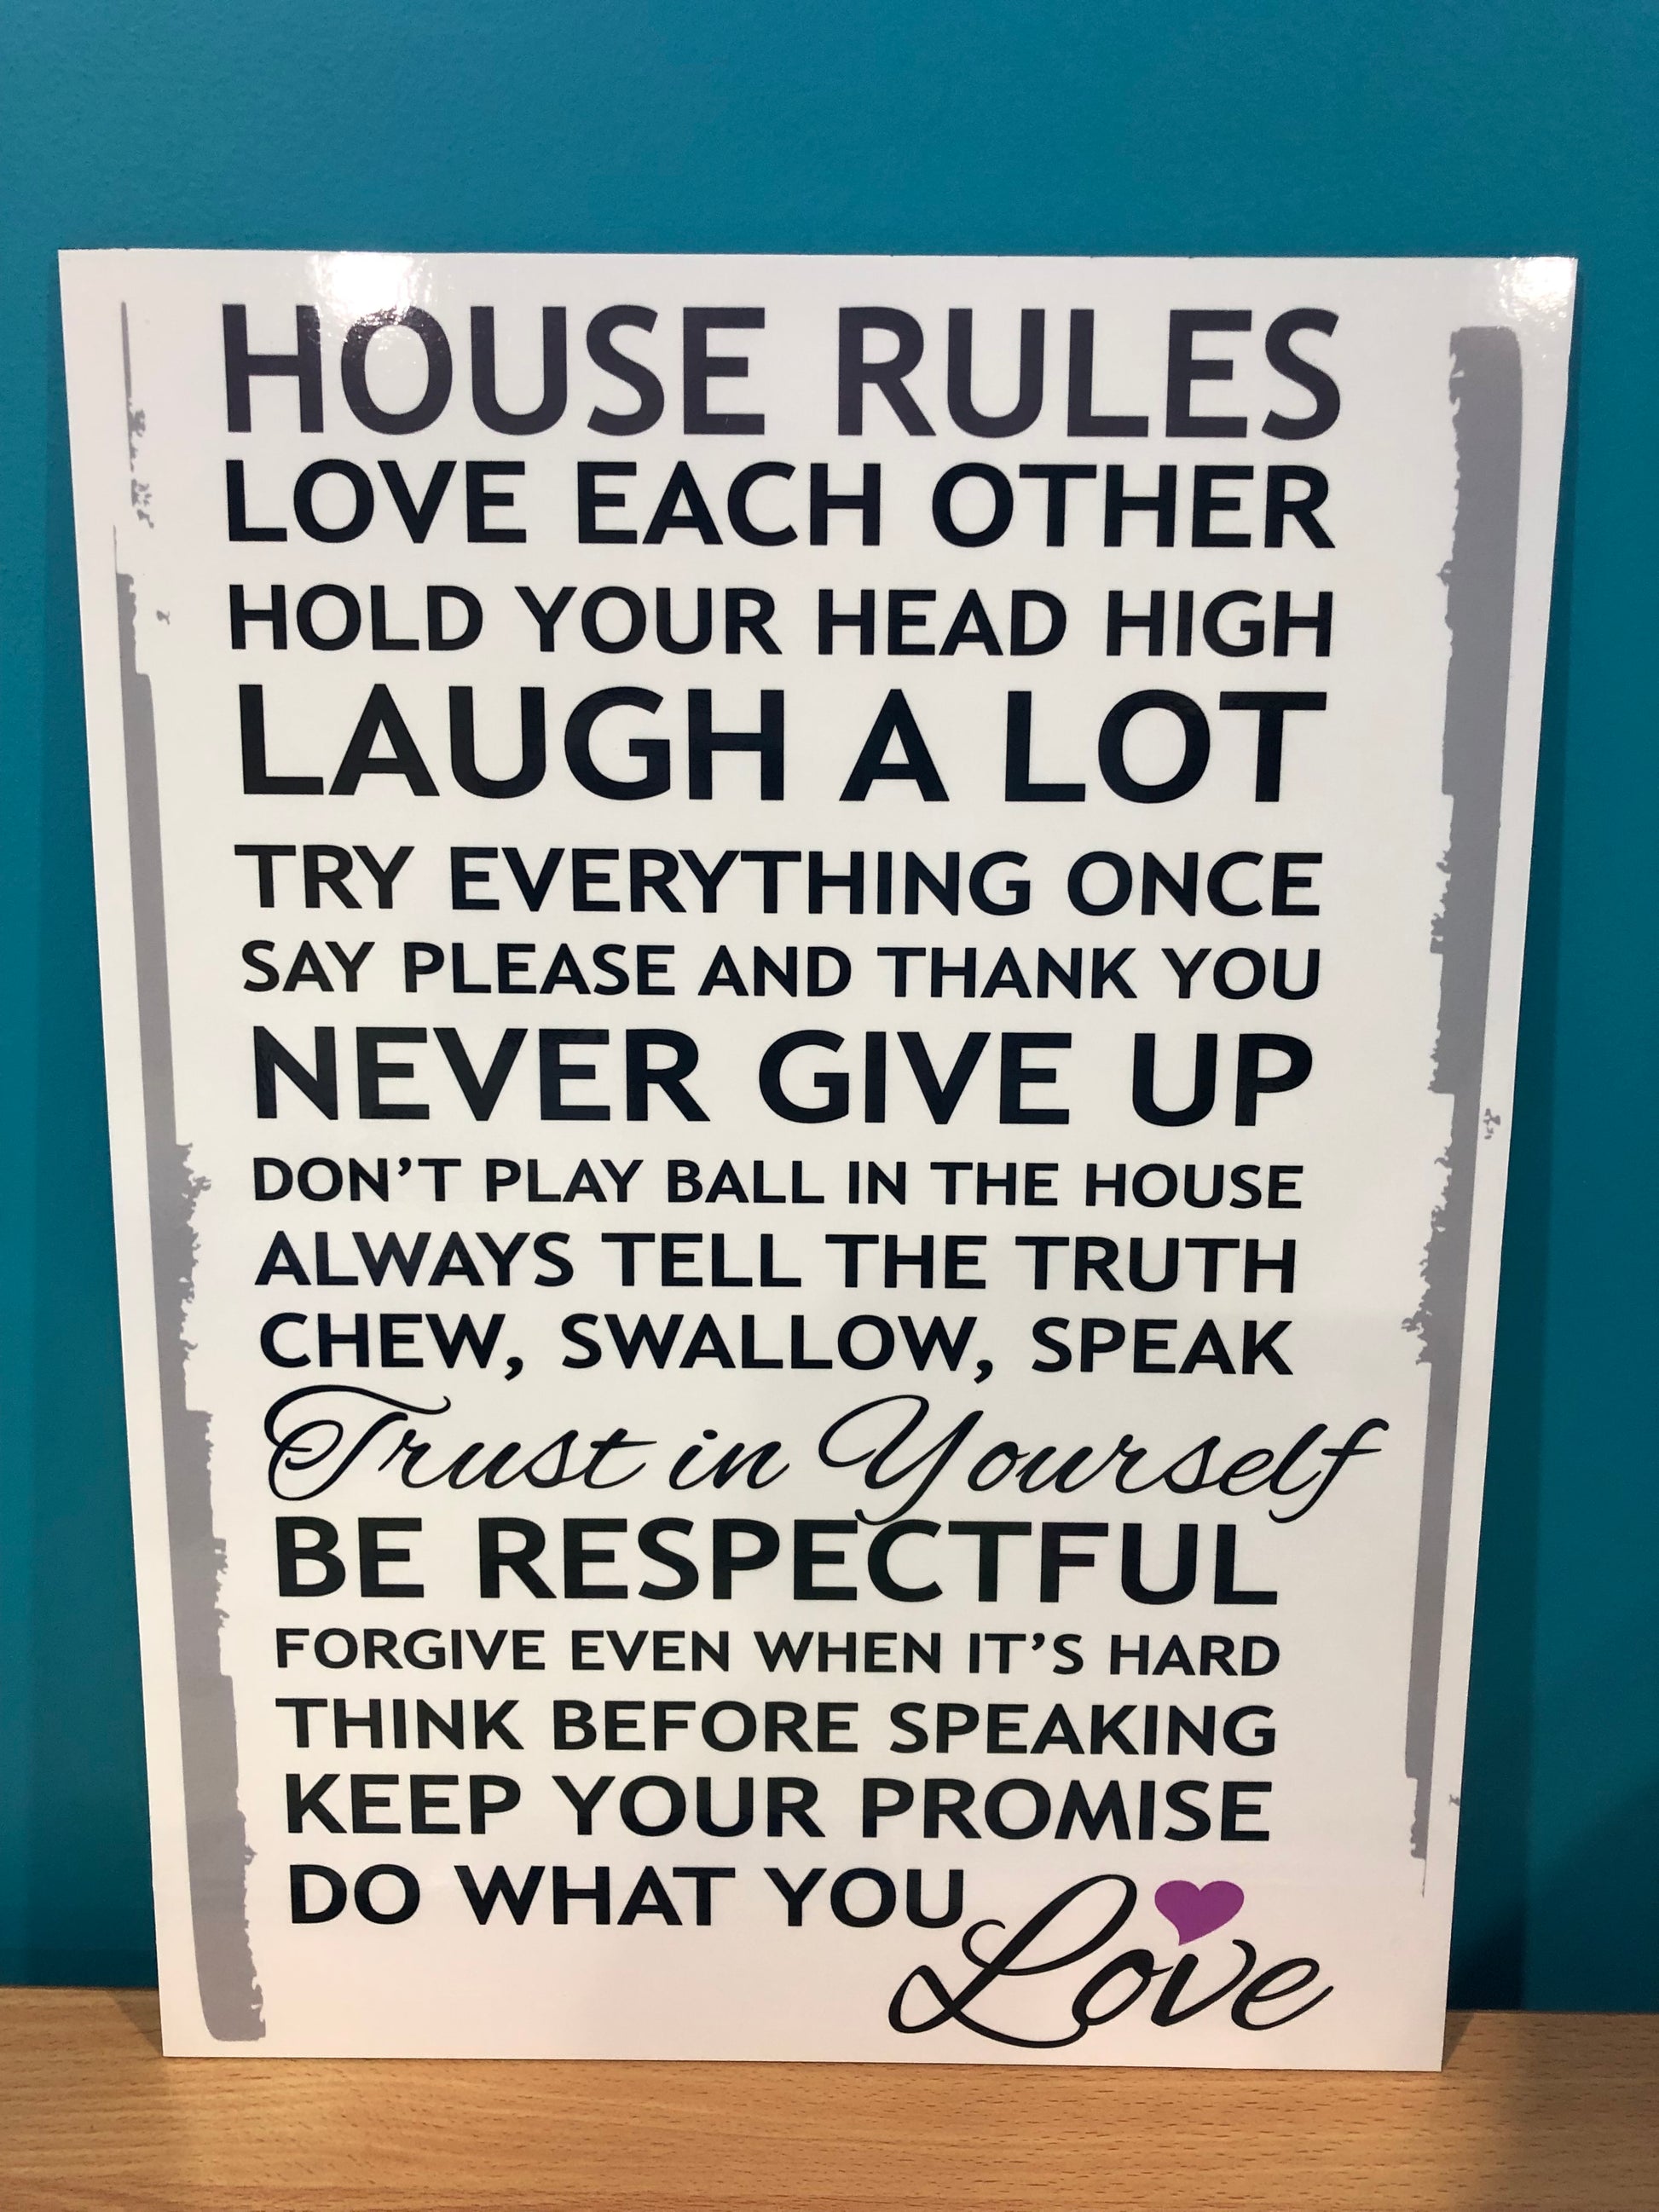 HOUSE RULES
LOVE EACH OTHER
HOLD YOUR HEAD HIGH
LAUGH A LOT
TRY EVERYTHING ONCE
SAY PLEASE AND THANK YOU
NEVER GIVE UP
DON'T PLAY BALL IN THE HOUSE
ALWAYS TELL THE TRUTH
CHEW, SWALLOW, SPEAK
Trust in Yourself
BE RESPECTFUL
FORGIVE EVEN WHEN IT'S HARD
THINK BEFORE SPEAKING
KEEP YOUR PROMISE
DO WHAT YOU
Love